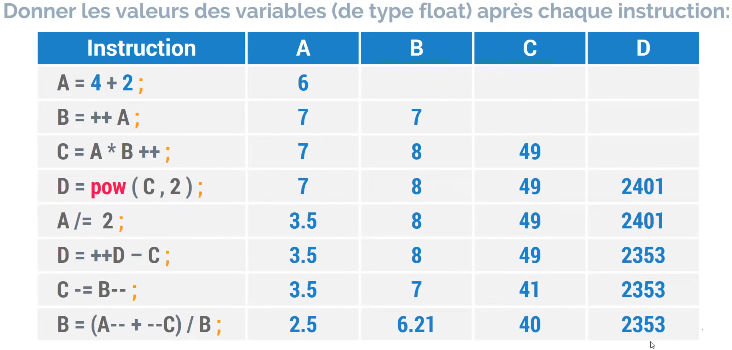 Donner les valeurs des variables (de type float) après chaque instruction:
Instruction A B C D
A = 4 + 2 ; 6
B = ++ A ; 7 7
C = A * B ++ ; 7 8 49
D = pow ( C , 2 ) ; 7 8 49 2401
A /= 2 ; 3.5 8 49 2401
D = ++D – C ; 3.5 8 49 2353
C -= B-- ; 3.5 7 41 2353
B = (A-- + --C) / B ; 2.5 6.21 40 2353